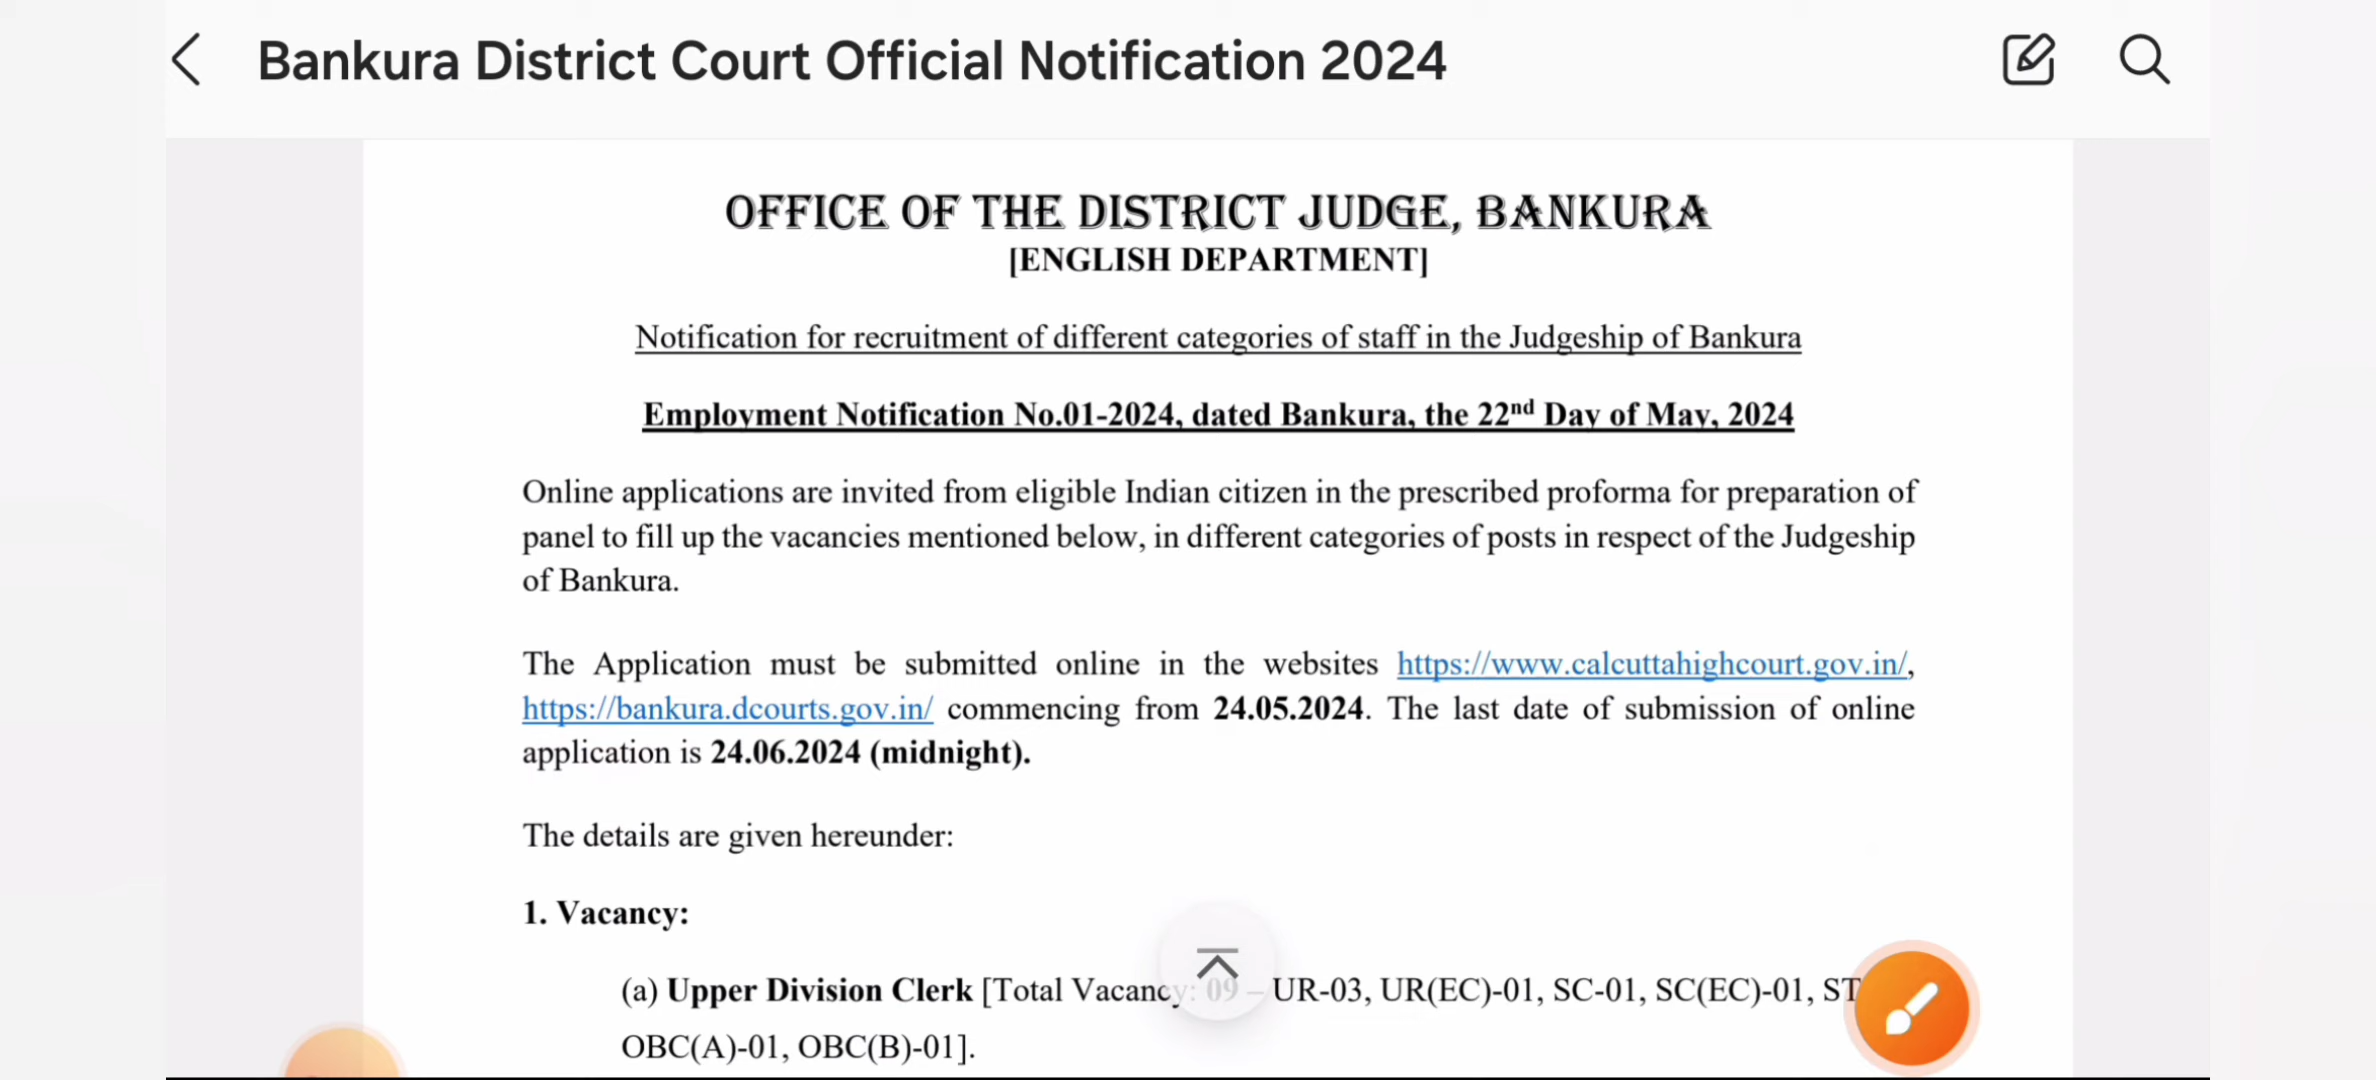 Bankura District Court Official Notification 2024
OFFICE OF THE DISTRICT JUDGE, BANKURA
[ENGLISH DEPARTMENT]
Notification for recruitment of different categories of staff in the Judgeship of Bankura
Employment Notification No.01-2024, dated Bankura, the 22nd Day of May, 2024
Online applications are invited from eligible Indian citizen in the prescribed proforma for preparation of
panel to fill up the vacancies mentioned below, in different categories of posts in respect of the Judgeship
of Bankura.
The Application must be submitted online in the websites https://www.calcuttahighcourt.gov.in/,
https://bankura.dcourts.gov.in/ commencing from 24.05.2024. The last date of submission of online
application is 24.06.2024 (midnight).
The details are given hereunder:
1. Vacancy:
(a) Upper Division Clerk [Total Vacancy: 09 – UR-03, UR(EC)-01, SC-01, SC(EC)-01, ST
OBC(A)-01, OBC(B)-01].